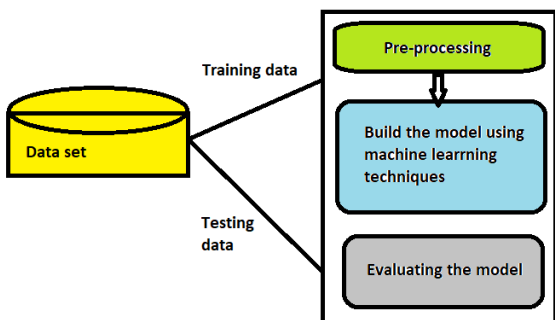 Pre-processing
Training data
Build the model using
machine learrning
techniques
Data set
Testing
data
Evaluating the model